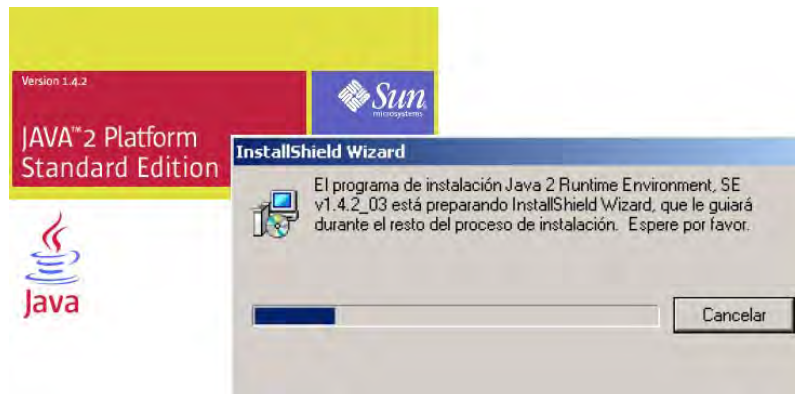 Version 1.4.2
Sun
microsystems
JAVA™2 Platform
Standard Edition
Java
InstallShield Wizard
El programa de instalación Java 2 Runtime Environment, SE
v1.4.2_03 está preparando InstallShield Wizard, que le guiará
durante el resto del proceso de instalación. Espere por favor.
Cancelar